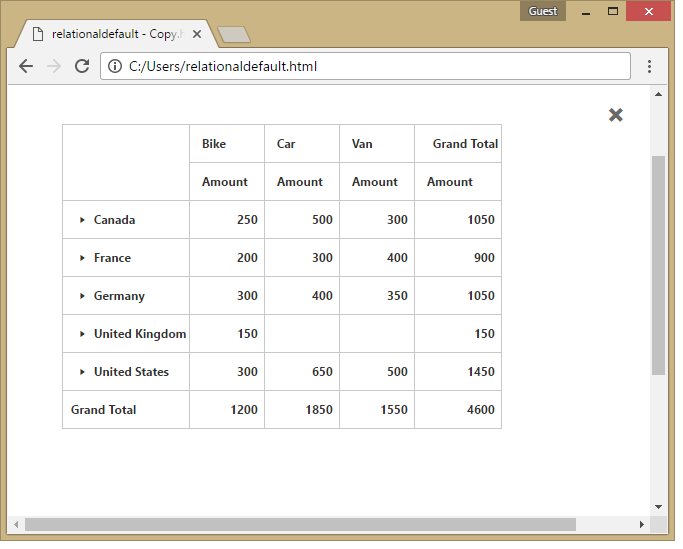 Guest
relationaldefault - Copy.h
C:/Users/relationaldefault.html
Bike Car Van Grand Total
Amount Amount Amount Amount
Canada 250 500 300 1050
France 200 300 400 900
Germany 300 400 350 1050
United Kingdom 150 150
United States 300 650 500 1450
Grand Total 1200 1850 1550 4600